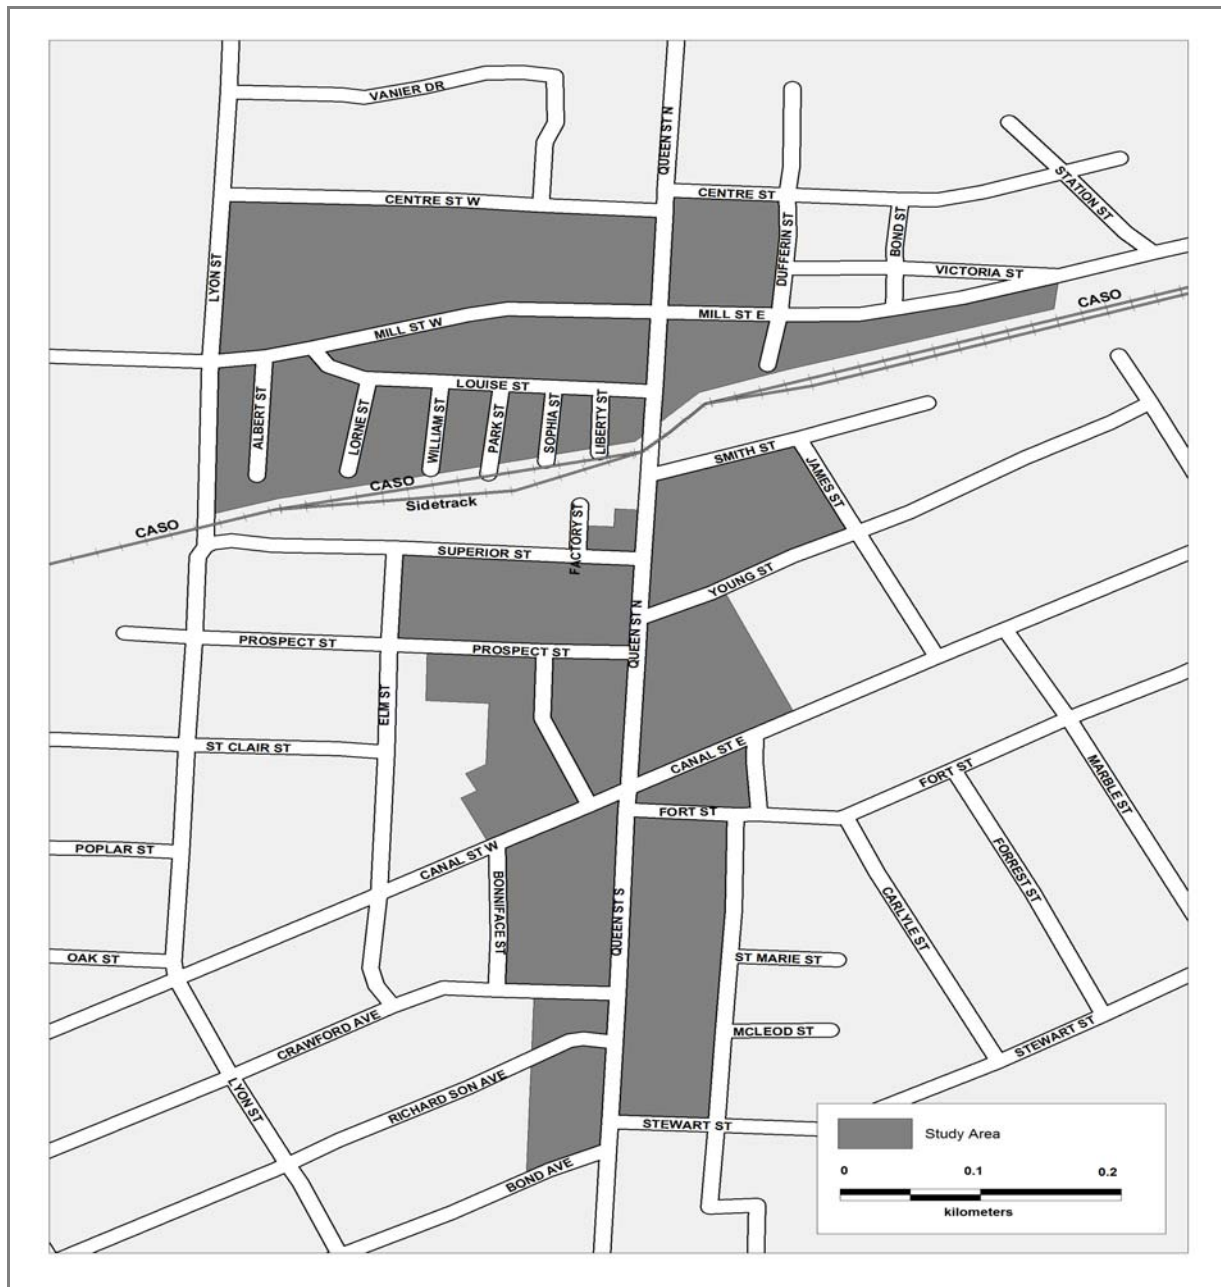 VANIER DR
QUEEN ST N
CENTRE ST W
CENTRE ST
STATION ST
DUFFERIN ST
BOND ST
LYON ST
VICTORIA ST
CASO
MILL ST W
MILL ST E
LOUISE ST
ALBERT ST
LORNE ST
WILLIAM ST
PARK ST
SOPHIA ST
LIBERTY ST
SMITH ST
JAMES ST
CASO
Sidetrack
CASO
FACTORY ST
SUPERIOR ST
YOUNG ST
QUEEN ST N
PROSPECT ST
PROSPECT ST
ELM ST
ST CLAIR ST
CANAL ST E
FORT ST
MARBLE ST
FORT ST
POPLAR ST
CANAL ST W
BONNIFACE ST
QUEEN ST S
CARLYLE ST
FORREST ST
OAK ST
ST MARIE ST
CRAWFORD AVE
MCLEOD ST
STEWART ST
LYON ST
RICHARD SON AVE
STEWART ST
BOND AVE
Study Area
0 0.1 0.2
kilometers